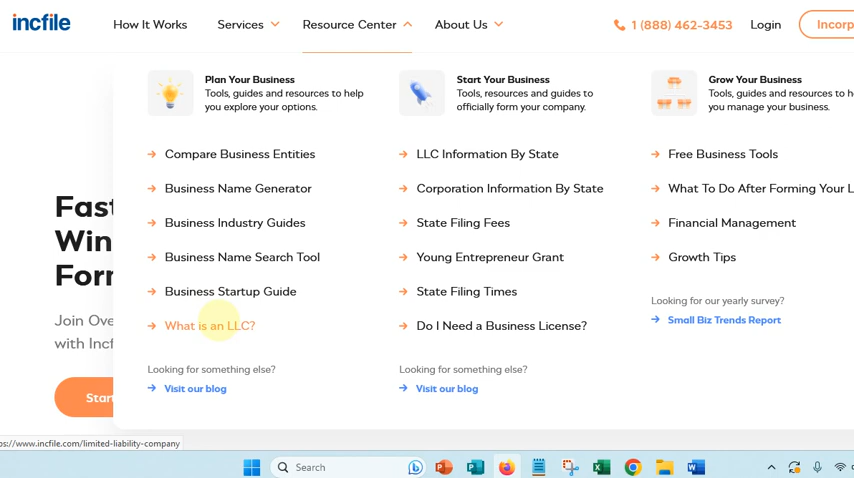 incfile
How It Works
Services
Resource Center
About Us
1 (888) 462-3453
Login
Incorp
Plan Your Business
Tools, guides and resources to help
you explore your options.
Compare Business Entities
Business Name Generator
Business Industry Guides
Business Name Search Tool
Business Startup Guide
What is an LLC?
Looking for something else?
Visit our blog
Start Your Business
Tools, resources and guides to
officially form your company.
LLC Information By State
Corporation Information By State
State Filing Fees
Young Entrepreneur Grant
State Filing Times
Do I Need a Business License?
Looking for something else?
Visit our blog
Grow Your Business
Tools, guides and resources to h
you manage your business.
Free Business Tools
What To Do After Forming Your L
Financial Management
Growth Tips
Looking for our yearly survey?
Small Biz Trends Report
Fast
Win
For
Join Ove
with Incf
Start
ps://www.incfile.com/limited-liability-company
Search